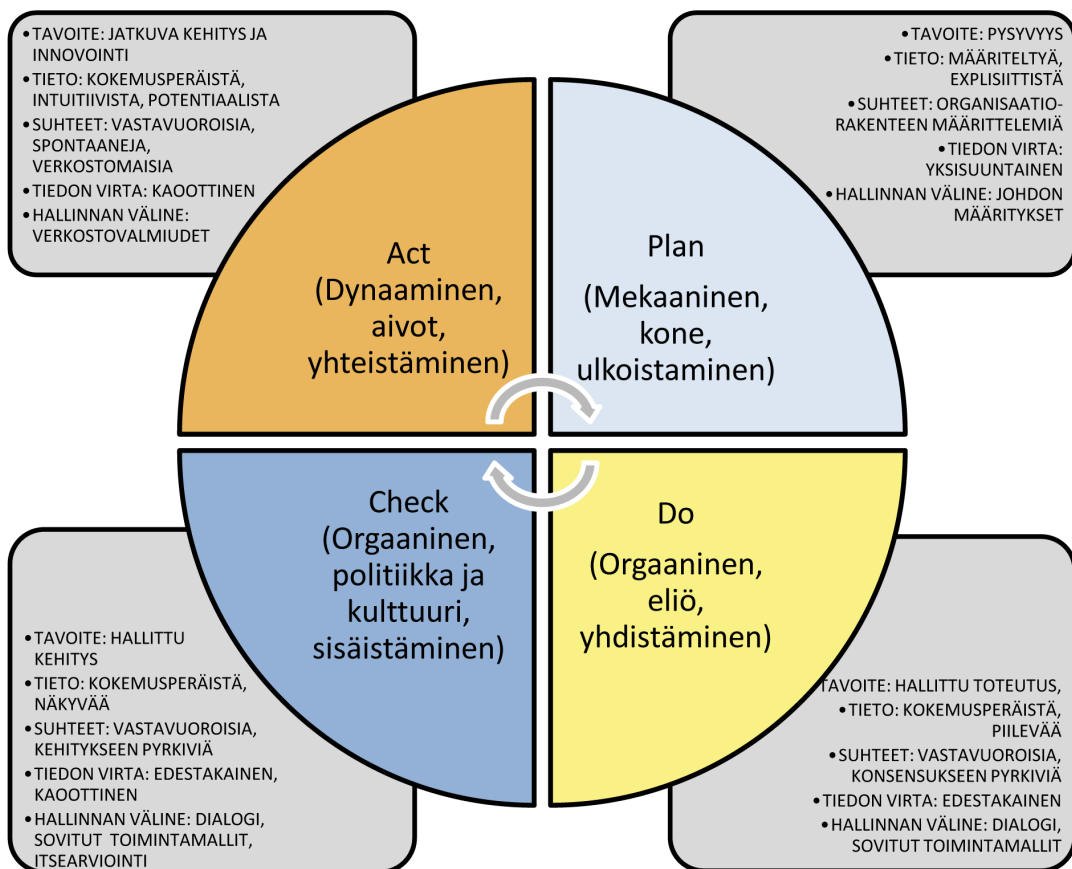 •TAVOITE: JATKUVA KEHITYS JA
INNOVOINTI
•TIETO: KOKEMUSPERÄISTÄ,
INTUITIIVISTA, POTENTIAALISTA
•SUHTEET: VASTAVUOROISIA,
SPONTAANEJA,
VERKOSTOMAISIA
•TIEDON VIRTA: KAOOTTINEN
•HALLINNAN VÄLINE:
VERKOSTOVALMIUDET
•TAVOITE: PYSYVYYS
•TIETO: MÄÄRITELTYÄ,
EXPLISIITTISTÄ
•SUHTEET: ORGANISAATIO-
RAKENTEEN MÄÄRITTELEMIÄ
•TIEDON VIRTA:
YKSISUUNTAINEN
•HALLINNAN VÄLINE: JOHDON
MÄÄRITYKSET
Act
(Dynaaminen,
aivot,
yhteistäminen)
Plan
(Mekaaninen,
kone,
ulkoistaminen)
Check
(Orgaaninen,
politiikka ja
kulttuuri,
sisäistäminen)
Do
(Orgaaninen,
eliö,
yhdistäminen)
•TAVOITE: HALLITTU
KEHITYS
•TIETO: KOKEMUSPERÄISTÄ,
NÄKYVÄÄ
•SUHTEET: VASTAVUOROISIA,
KEHITYKSEEN PYRKIVIÄ
•TIEDON VIRTA: EDESTAKAINEN,
KAOOTTINEN
•HALLINNAN VÄLINE: DIALOGI,
SOVITUT TOIMINTAMALLIT,
ITSEARVIOINTI
TAVOITE: HALLITTU TOTEUTUS,
•TIETO: KOKEMUSPERÄISTÄ,
PIILEVÄÄ
•SUHTEET: VASTAVUOROISIA,
KONSENSUKSEEN PYRKIVIÄ
•TIEDON VIRTA: EDESTAKAINEN
•HALLINNAN VÄLINE: DIALOGI,
SOVITUT TOIMINTAMALLIT